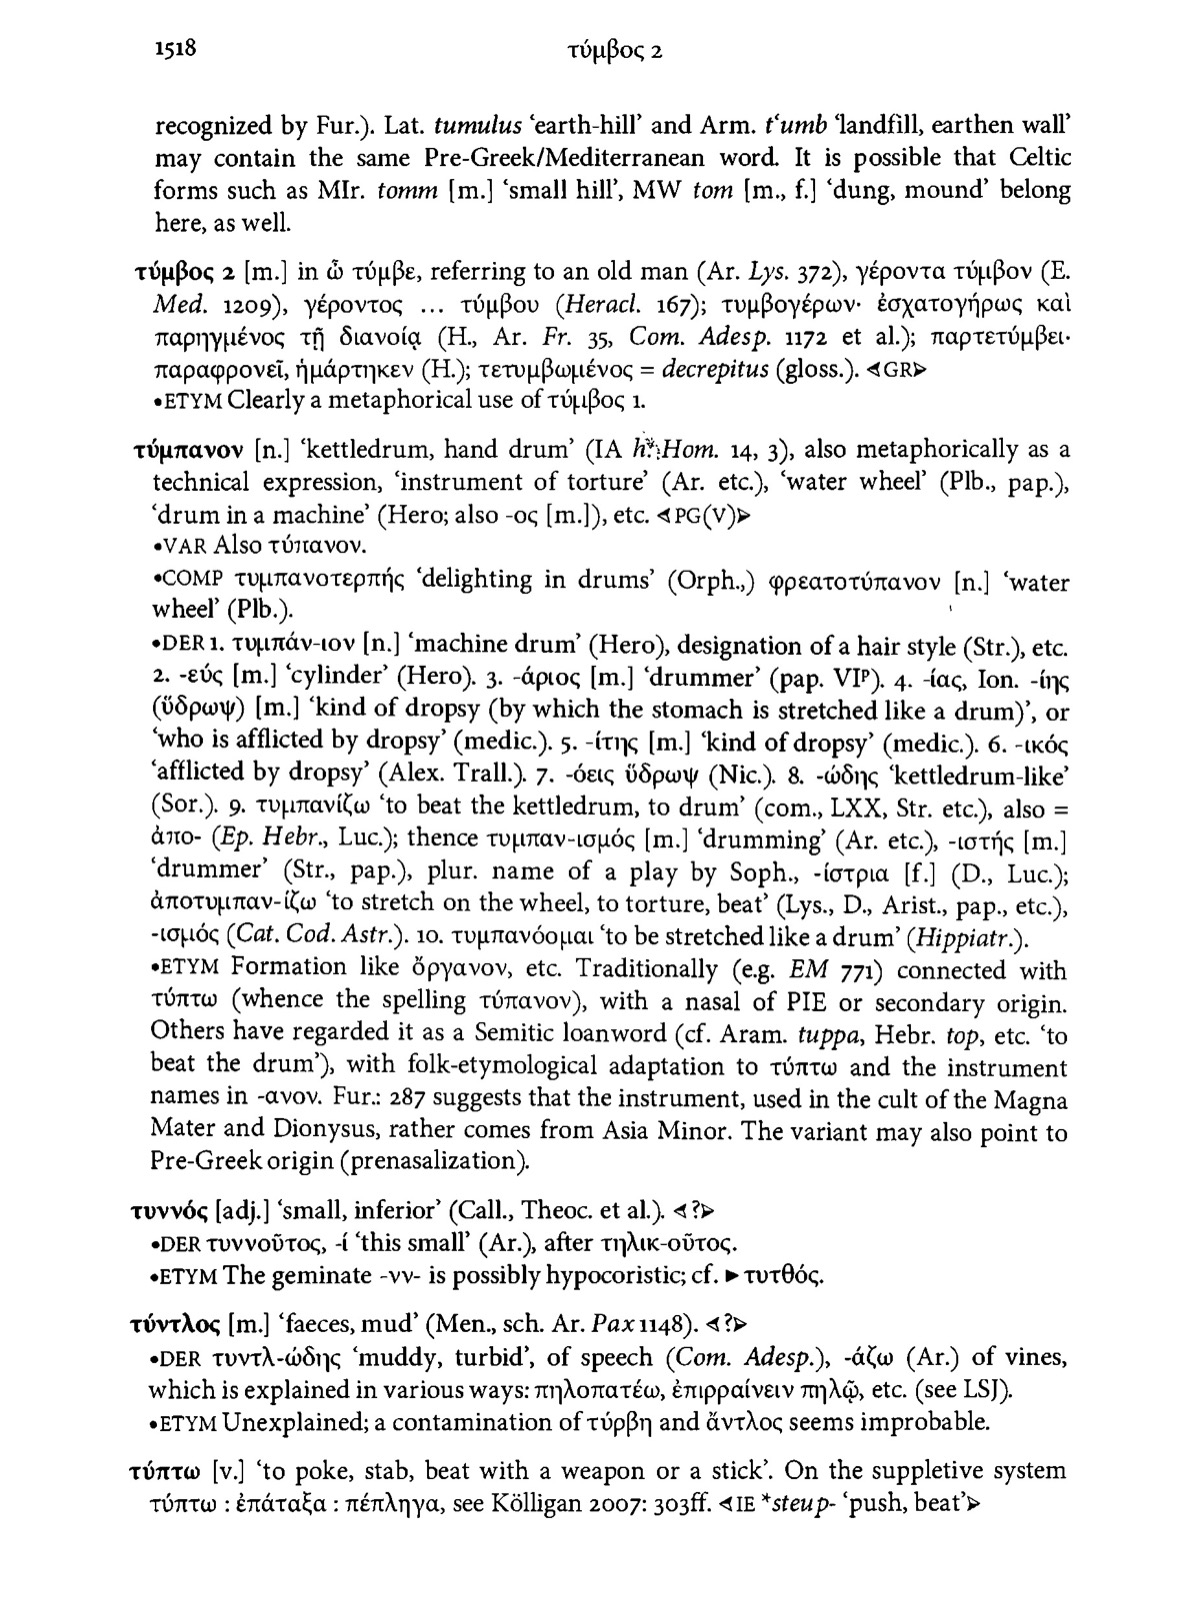 1518
τύμβος 2
recognized by Fur.). Lat. tumulus ‘earth-hill’ and Arm. tʿumb ‘landfill, earthen wall’
may contain the same Pre-Greek/Mediterranean word. It is possible that Celtic
forms such as MIr. tomm [m.] ‘small hill’, MW tom [m., f.] ‘dung, mound’ belong
here, as well.
τύμβος 2 [m.] in ὦ τύμβε, referring to an old man (Ar. Lys. 372), γέροντα τύμβον (E.
Med. 1209), γέροντος ... τύμβου (Heracl. 167); τυμβογέρων· ἐσχατογήρως καὶ
παρηγμένος τῇ διανοίᾳ (H., Ar. Fr. 35, Com. Adesp. 1172 et al.); παρτετύμβει·
παραφρονεῖ, ἡμάρτηκεν (H.); τετυμβωμένος = decrepitus (gloss.). ⊲GR⊳
•ETYM Clearly a metaphorical use of τύμβος 1.
τύμπανον [n.] ‘kettledrum, hand drum’ (IA Hom. 14, 3), also metaphorically as a
technical expression, ‘instrument of torture’ (Ar. etc.), ‘water wheel’ (Plb., pap.),
‘drum in a machine’ (Hero; also -ος [m.]), etc. ⊲PG(V)⊳
•VAR Also τύπανον.
•COMP τυμπανοτερπής ‘delighting in drums’ (Orph.,) φρεατοτύπανον [n.] ‘water
wheel’ (Plb.).
•DER 1. τυμπάν-ιον [n.] ‘machine drum’ (Hero), designation of a hair style (Str.), etc.
2. -εύς [m.] ‘cylinder’ (Hero). 3. -άριος [m.] ‘drummer’ (pap. VIᵖ). 4. -ίας, Ion. -ίης
(ὕδρωψ) [m.] ‘kind of dropsy (by which the stomach is stretched like a drum)’, or
‘who is afflicted by dropsy’ (medic.). 5. -ίτης [m.] ‘kind of dropsy’ (medic.). 6. -ικός
‘afflicted by dropsy’ (Alex. Trall.). 7. -όεις ὕδρωψ (Nic.). 8. -ώδης ‘kettledrum-like’
(Sor.). 9. τυμπανίζω ‘to beat the kettledrum, to drum’ (com., LXX, Str. etc.), also =
ἀπο- (Ep. Hebr., Luc.); thence τυμπαν-ισμός [m.] ‘drumming’ (Ar. etc.), -ιστής [m.]
‘drummer’ (Str., pap.), plur. name of a play by Soph., -ίστρια [f.] (D., Luc.);
ἀποτυμπαν-ίζω ‘to stretch on the wheel, to torture, beat’ (Lys., D., Arist., pap., etc.),
-ισμός (Cat. Cod. Astr.). 10. τυμπανόομαι ‘to be stretched like a drum’ (Hippiatr.).
•ETYM Formation like ὄργανον, etc. Traditionally (e.g. EM 771) connected with
τύπτω (whence the spelling τύπανον), with a nasal of PIE or secondary origin.
Others have regarded it as a Semitic loanword (cf. Aram. tuppa, Hebr. top, etc. ‘to
beat the drum’), with folk-etymological adaptation to τύπτω and the instrument
names in -ανον. Fur.: 287 suggests that the instrument, used in the cult of the Magna
Mater and Dionysus, rather comes from Asia Minor. The variant may also point to
Pre-Greek origin (prenasalization).
τυννός [adj.] ‘small, inferior’ (Call., Theoc. et al.). ⊲?⊳
•DER τυννοῦτος, -ί ‘this small’ (Ar.), after τηλικ-οῦτος.
•ETYM The geminate -νν- is possibly hypocoristic; cf. ►τυτθός.
τύντλος [m.] ‘faeces, mud’ (Men., sch. Ar. Pax 1148). ⊲?⊳
•DER τυντλ-ώδης ‘muddy, turbid’, of speech (Com. Adesp.), -άζω (Ar.) of vines,
which is explained in various ways: πηλοπατέω, ἐπιρραίνειν πηλῷ, etc. (see LSJ).
•ETYM Unexplained; a contamination of τύρβη and ἄντλος seems improbable.
τύπτω [v.] ‘to poke, stab, beat with a weapon or a stick’. On the suppletive system
τύπτω : ἐπάταξα : πέπληγα, see Kölligan 2007: 303ff. ⊲IE *steup- ‘push, beat’⊳